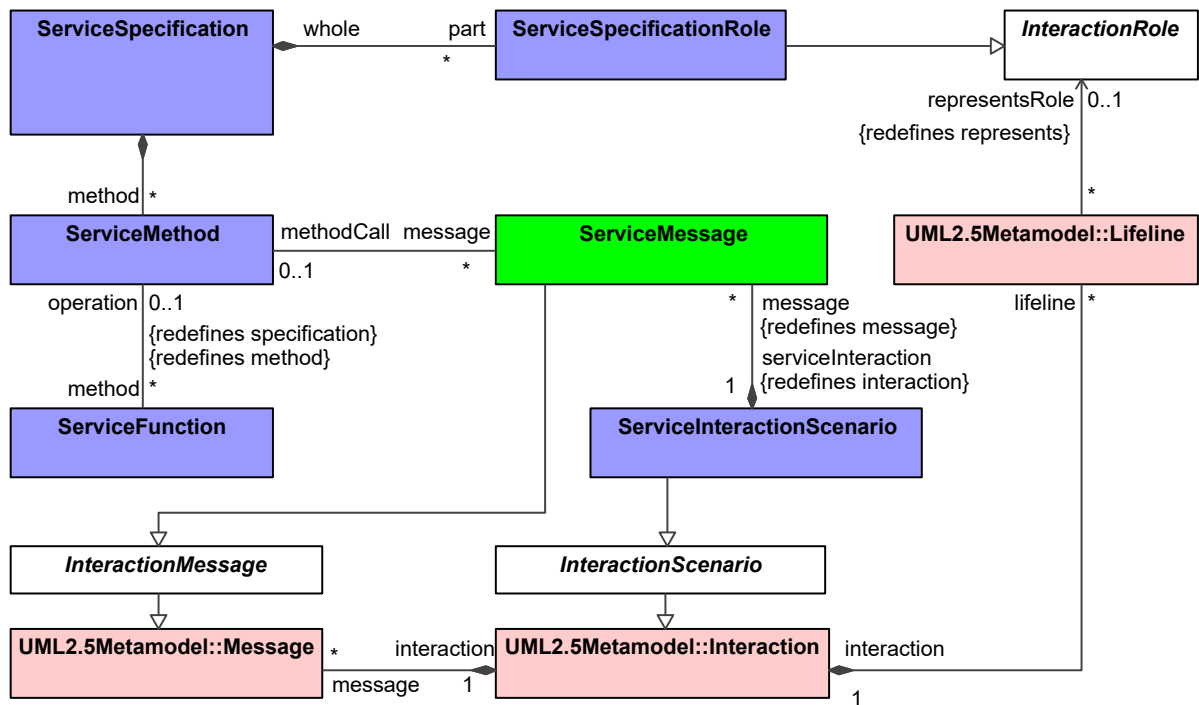 ServiceSpecification
whole
part
*
ServiceSpecificationRole
InteractionRole
representsRole
0..1
{redefines represents}
method
*
*
ServiceMethod
methodCall
message
0..1
*
ServiceMessage
UML2.5Metamodel::Lifeline
operation
0..1
{redefines specification}
{redefines method}
method
*
*
message
{redefines message}
serviceInteraction
1
{redefines interaction}
lifeline
*
ServiceFunction
ServiceInteractionScenario
InteractionMessage
InteractionScenario
UML2.5Metamodel::Message
*
message
interaction
1
UML2.5Metamodel::Interaction
interaction
1